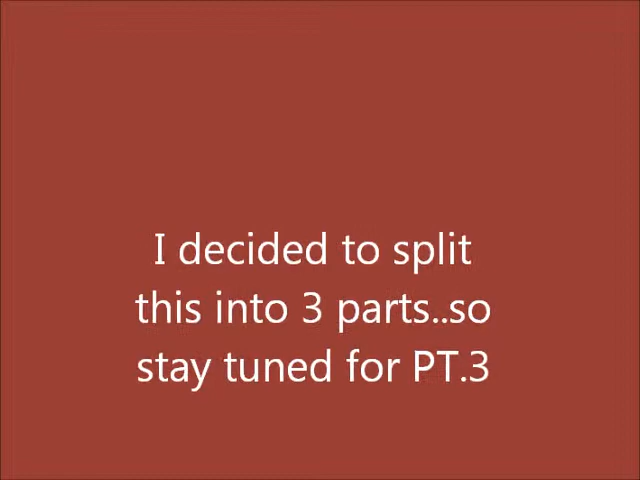 I decided to split
this into 3 parts..so
stay tuned for PT.3